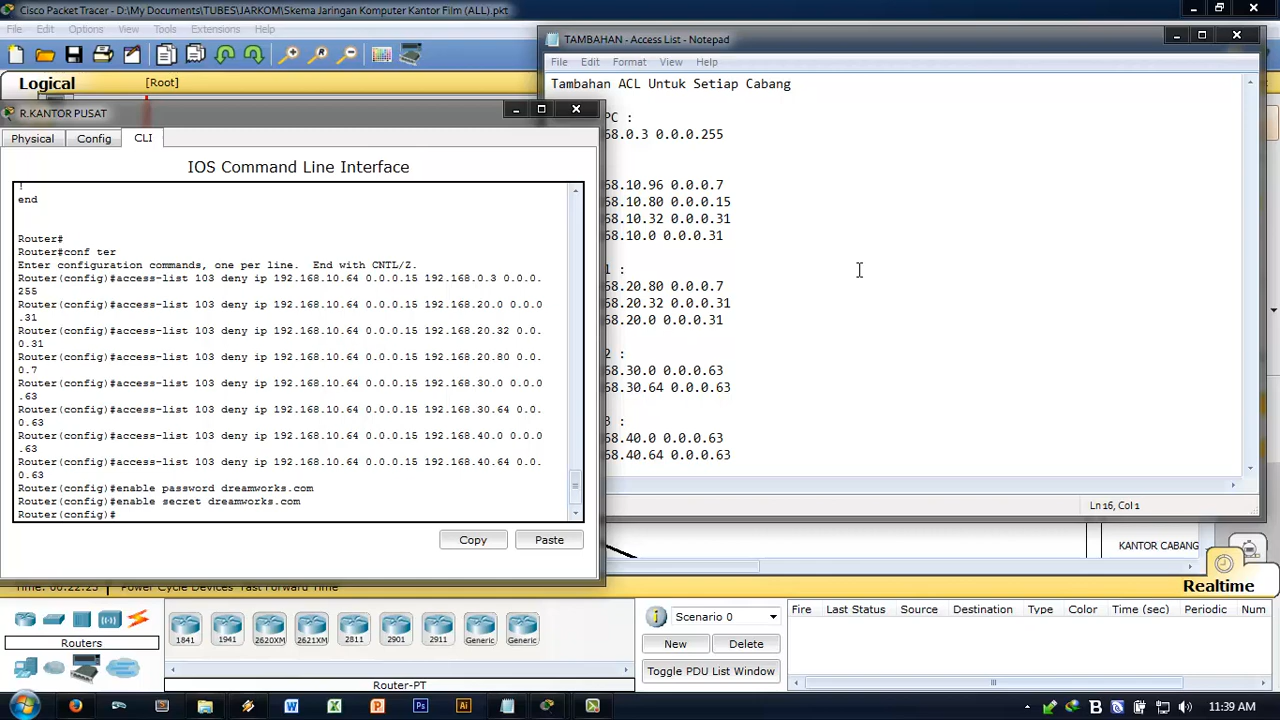 Cisco Packet Tracer - D:\My Documents\TUBES\JARKOM\Skema Jaringan Komputer Kantor Film (ALL).pkt
File Edit Options View Tools Extensions Help
Logical
[Root]
R.KANTOR PUSAT
Physical Config CLI
IOS Command Line Interface
!
end
Router#
Router#conf ter
Enter configuration commands, one per line.  End with CNTL/Z.
Router(config)#access-list 103 deny ip 192.168.10.64 0.0.0.15 192.168.0.3 0.0.0.
255
Router(config)#access-list 103 deny ip 192.168.10.64 0.0.0.15 192.168.20.0 0.0.0
.31
Router(config)#access-list 103 deny ip 192.168.10.64 0.0.0.15 192.168.20.32 0.0.
0.31
Router(config)#access-list 103 deny ip 192.168.10.64 0.0.0.15 192.168.20.80 0.0.
0.7
Router(config)#access-list 103 deny ip 192.168.10.64 0.0.0.15 192.168.30.0 0.0.0
.63
Router(config)#access-list 103 deny ip 192.168.10.64 0.0.0.15 192.168.30.64 0.0.
0.63
Router(config)#access-list 103 deny ip 192.168.10.64 0.0.0.15 192.168.40.0 0.0.0
.63
Router(config)#access-list 103 deny ip 192.168.10.64 0.0.0.15 192.168.40.64 0.0.
0.63
Router(config)#enable password dreamworks.com
Router(config)#enable secret dreamworks.com
Router(config)#
Copy Paste
TAMBAHAN - Access List - Notepad
File Edit Format View Help
Tambahan ACL Untuk Setiap Cabang
PC :
68.0.3 0.0.0.255
68.10.96 0.0.0.7
68.10.80 0.0.0.15
68.10.32 0.0.0.31
68.10.0 0.0.0.31
1 :
68.20.80 0.0.0.7
68.20.32 0.0.0.31
68.20.0 0.0.0.31
2 :
68.30.0 0.0.0.63
68.30.64 0.0.0.63
3 :
68.40.0 0.0.0.63
68.40.64 0.0.0.63
Ln 16, Col 1
KANTOR CABANG
Time: 00:22:23 Power Cycle Devices Fast Forward Time
Realtime
Routers
1841 1941 2620XM 2621XM 2811 2901 2911 Generic Generic
Router-PT
Scenario 0
New Delete
Toggle PDU List Window
Fire Last Status Source Destination Type Color Time (sec) Periodic Num
11:39 AM